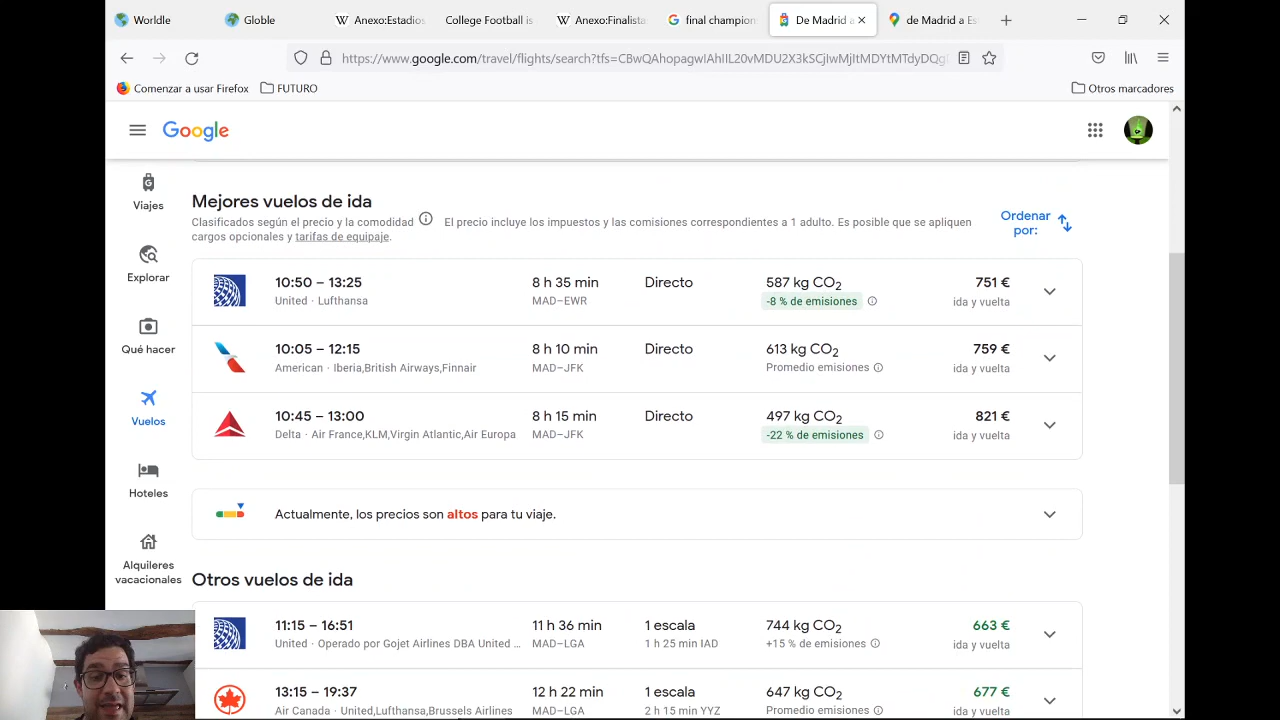 Worldle
Globle
Anexo:Estadios
College Football is
Anexo:Finalista
final champion
De Madrid a
de Madrid a Es
https://www.google.com/travel/flights/search?tfs=CBwQAhopagwIAhIIL20vMDU2X3kSCjIwMjItMDYtMTdyDQgI
Comenzar a usar Firefox
FUTURO
Otros marcadores
Google
Viajes
Explorar
Qué hacer
Vuelos
Hoteles
Alquileres
vacacionales
Mejores vuelos de ida
Clasificados según el precio y la comodidad El precio incluye los impuestos y las comisiones correspondientes a 1 adulto. Es posible que se apliquen
cargos opcionales y tarifas de equipaje.
Ordenar
por:
10:50 – 13:25 8 h 35 min Directo 587 kg CO2 751 €
United · Lufthansa MAD–EWR -8 % de emisiones ida y vuelta
10:05 – 12:15 8 h 10 min Directo 613 kg CO2 759 €
American · Iberia,British Airways,Finnair MAD–JFK Promedio emisiones ida y vuelta
10:45 – 13:00 8 h 15 min Directo 497 kg CO2 821 €
Delta · Air France,KLM,Virgin Atlantic,Air Europa MAD–JFK -22 % de emisiones ida y vuelta
Actualmente, los precios son altos para tu viaje.
Otros vuelos de ida
11:15 – 16:51 11 h 36 min 1 escala 744 kg CO2 663 €
United · Operado por Gojet Airlines DBA United ... MAD–LGA 1 h 25 min IAD +15 % de emisiones ida y vuelta
13:15 – 19:37 12 h 22 min 1 escala 647 kg CO2 677 €
Air Canada · United,Lufthansa,Brussels Airlines MAD–LGA 2 h 15 min YYZ Promedio emisiones ida y vuelta